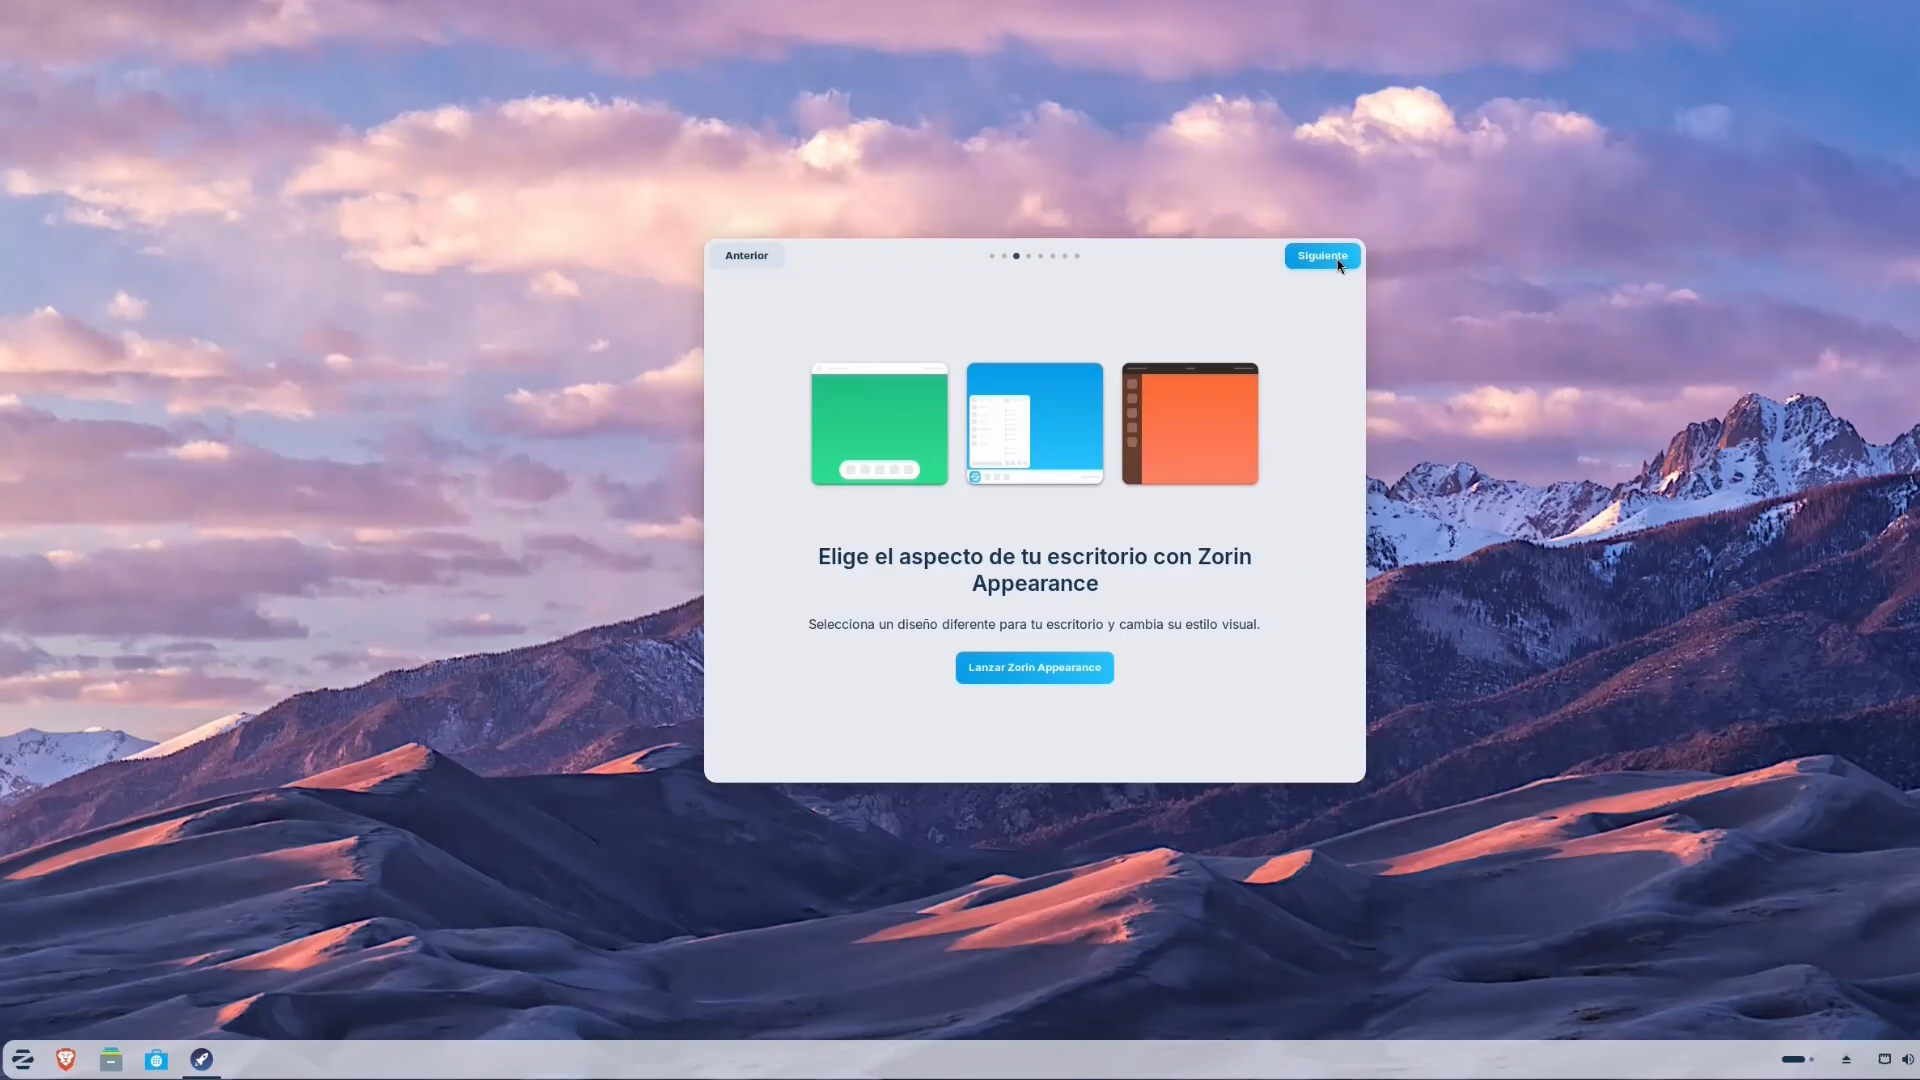 Anterior
Siguiente
Elige el aspecto de tu escritorio con Zorin
Appearance
Selecciona un diseño diferente para tu escritorio y cambia su estilo visual.
Lanzar Zorin Appearance